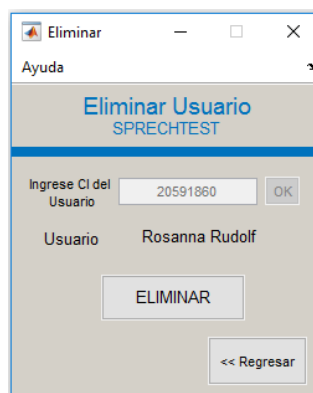 Eliminar
Ayuda
Eliminar Usuario
SPRECHTEST
Ingrese CI del
Usuario
20591860
OK
Usuario
Rosanna Rudolf
ELIMINAR
<< Regresar